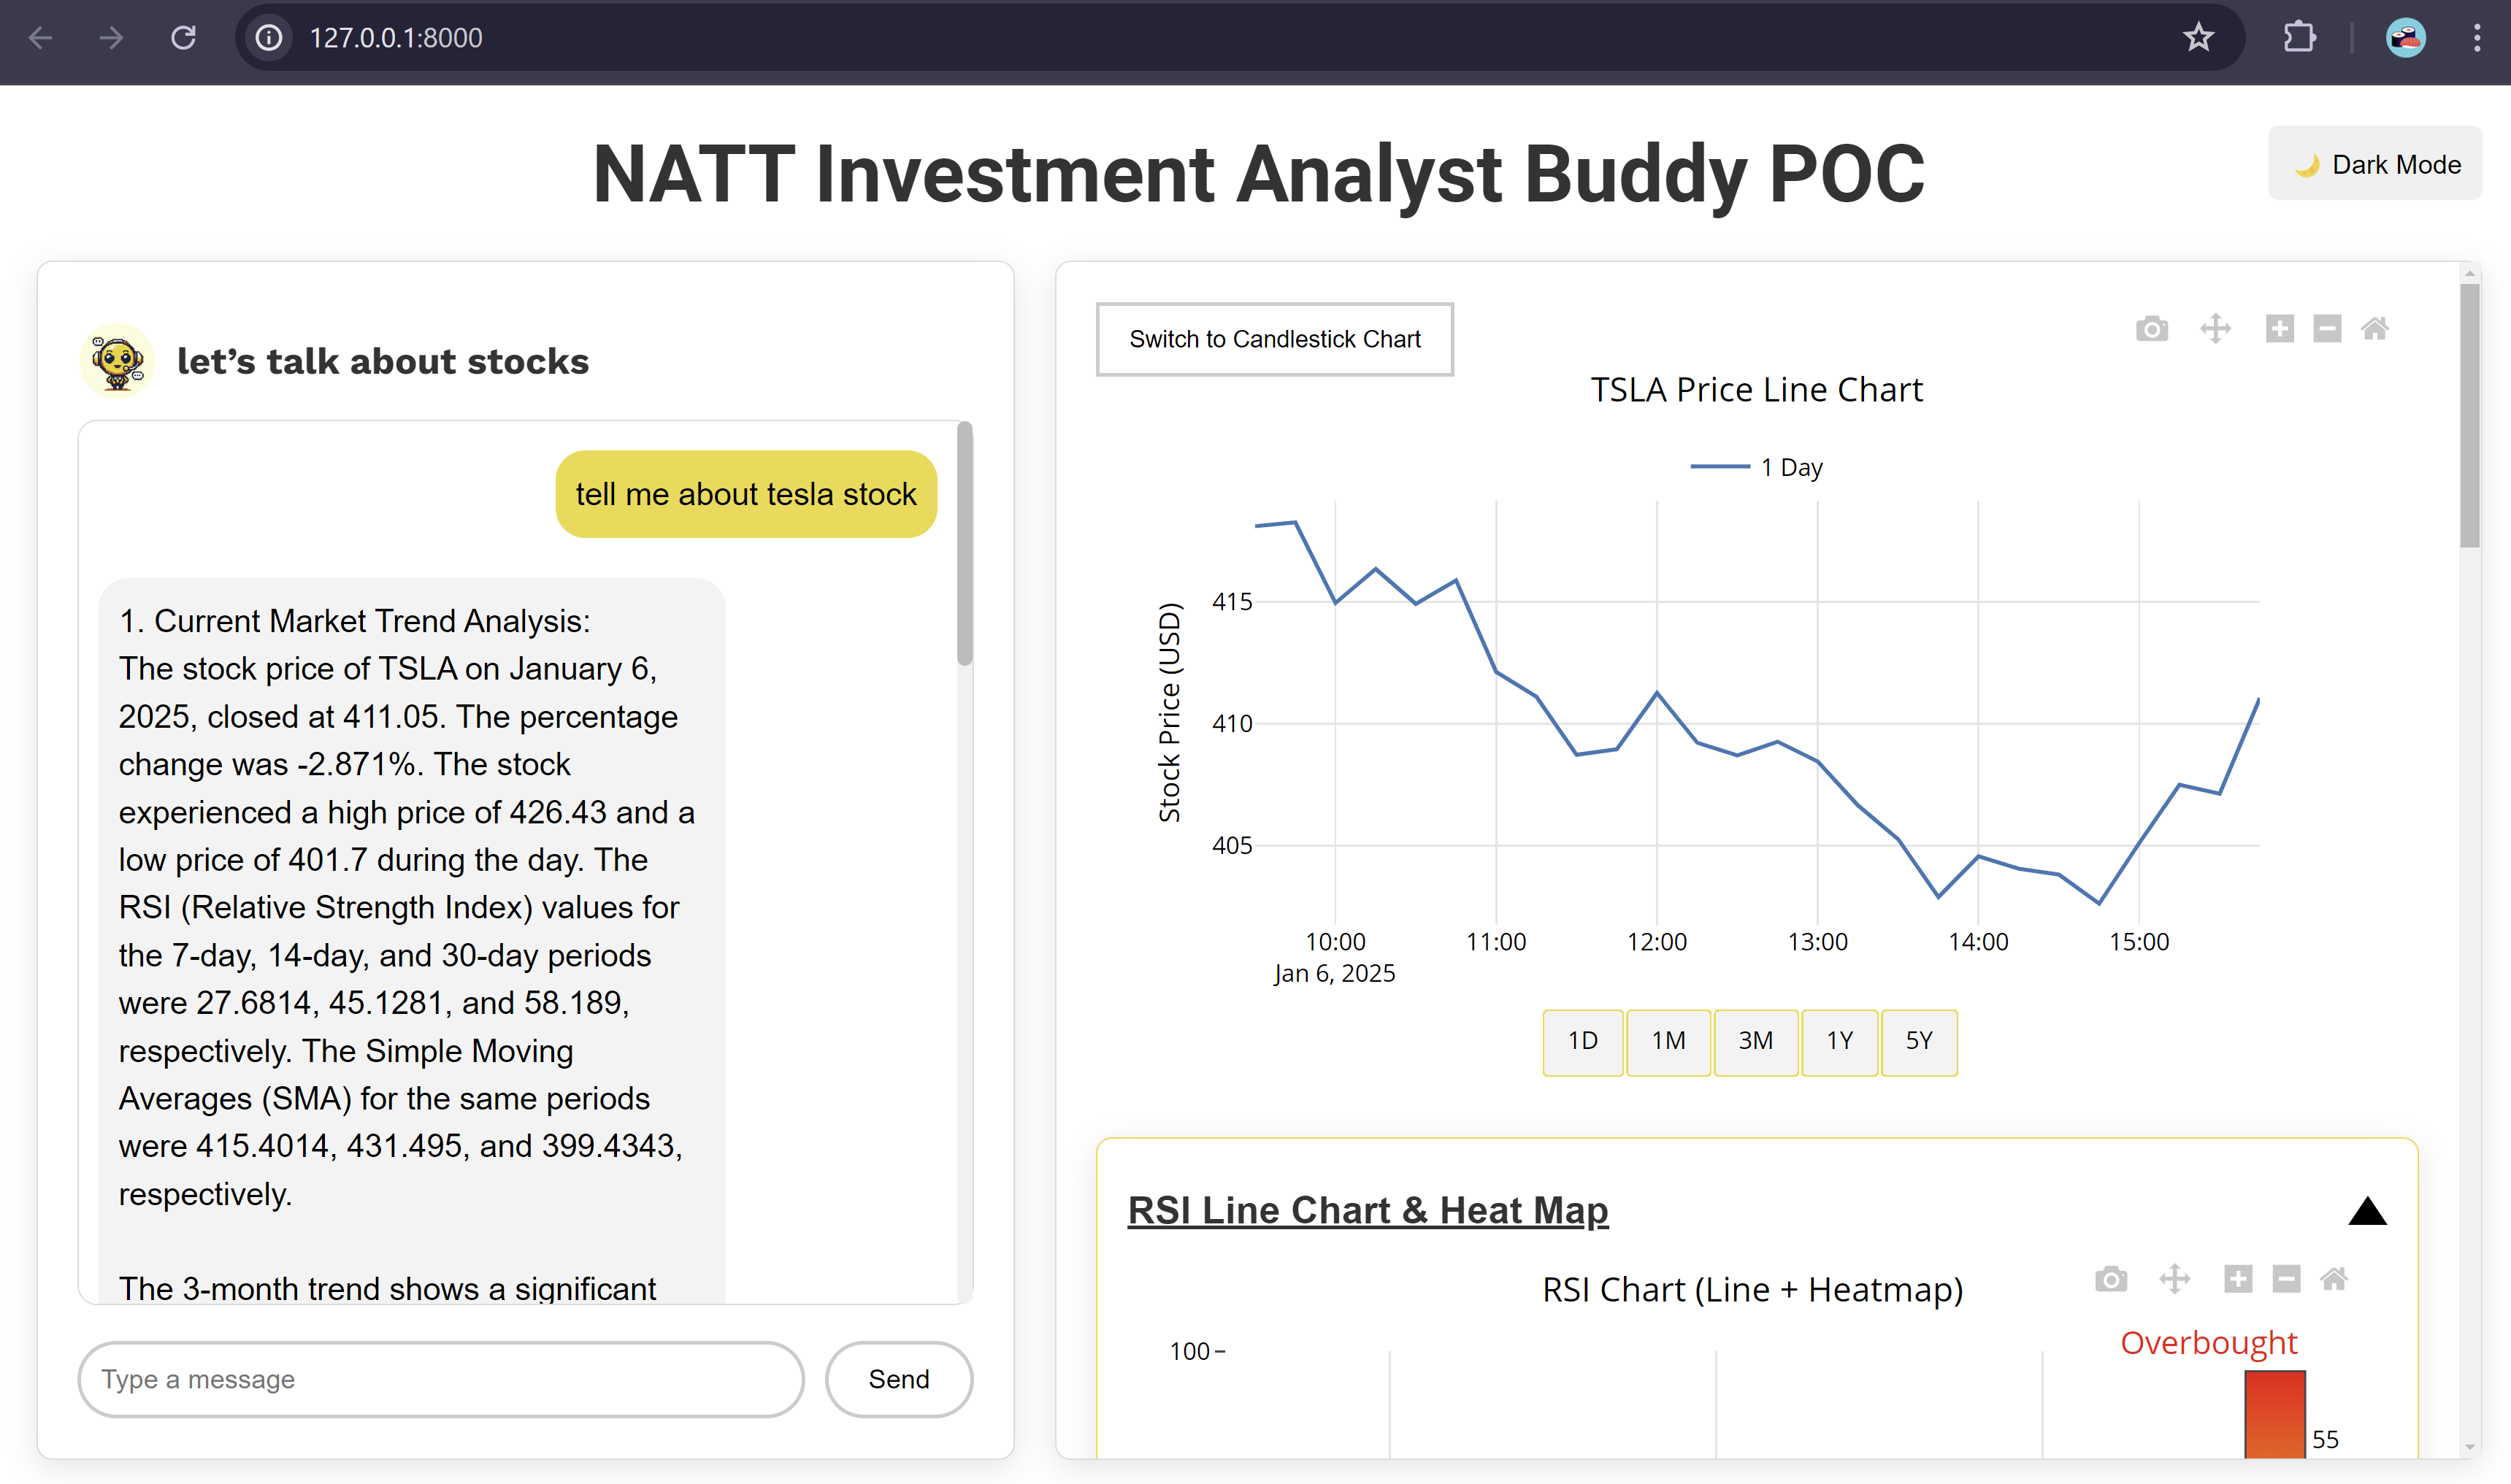 127.0.0.1:8000
NATT Investment Analyst Buddy POC
🌙 Dark Mode
let’s talk about stocks
tell me about tesla stock
1. Current Market Trend Analysis:
The stock price of TSLA on January 6,
2025, closed at 411.05. The percentage
change was -2.871%. The stock
experienced a high price of 426.43 and a
low price of 401.7 during the day. The
RSI (Relative Strength Index) values for
the 7-day, 14-day, and 30-day periods
were 27.6814, 45.1281, and 58.189,
respectively. The Simple Moving
Averages (SMA) for the same periods
were 415.4014, 431.495, and 399.4343,
respectively.
The 3-month trend shows a significant
Type a message
Send
Switch to Candlestick Chart
TSLA Price Line Chart
1 Day
Stock Price (USD)
415
410
405
10:00 11:00 12:00 13:00 14:00 15:00
Jan 6, 2025
1D 1M 3M 1Y 5Y
RSI Line Chart & Heat Map
RSI Chart (Line + Heatmap)
Overbought
100
55